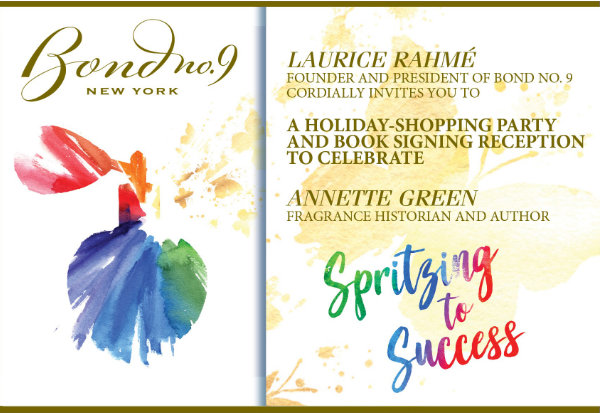 Bond no. 9
NEW YORK
LAURICE RAHMÉ
FOUNDER AND PRESIDENT OF BOND NO. 9
CORDIALLY INVITES YOU TO
A HOLIDAY-SHOPPING PARTY
AND BOOK SIGNING RECEPTION
TO CELEBRATE
ANNETTE GREEN
FRAGRANCE HISTORIAN AND AUTHOR
Spritzing
to
Success